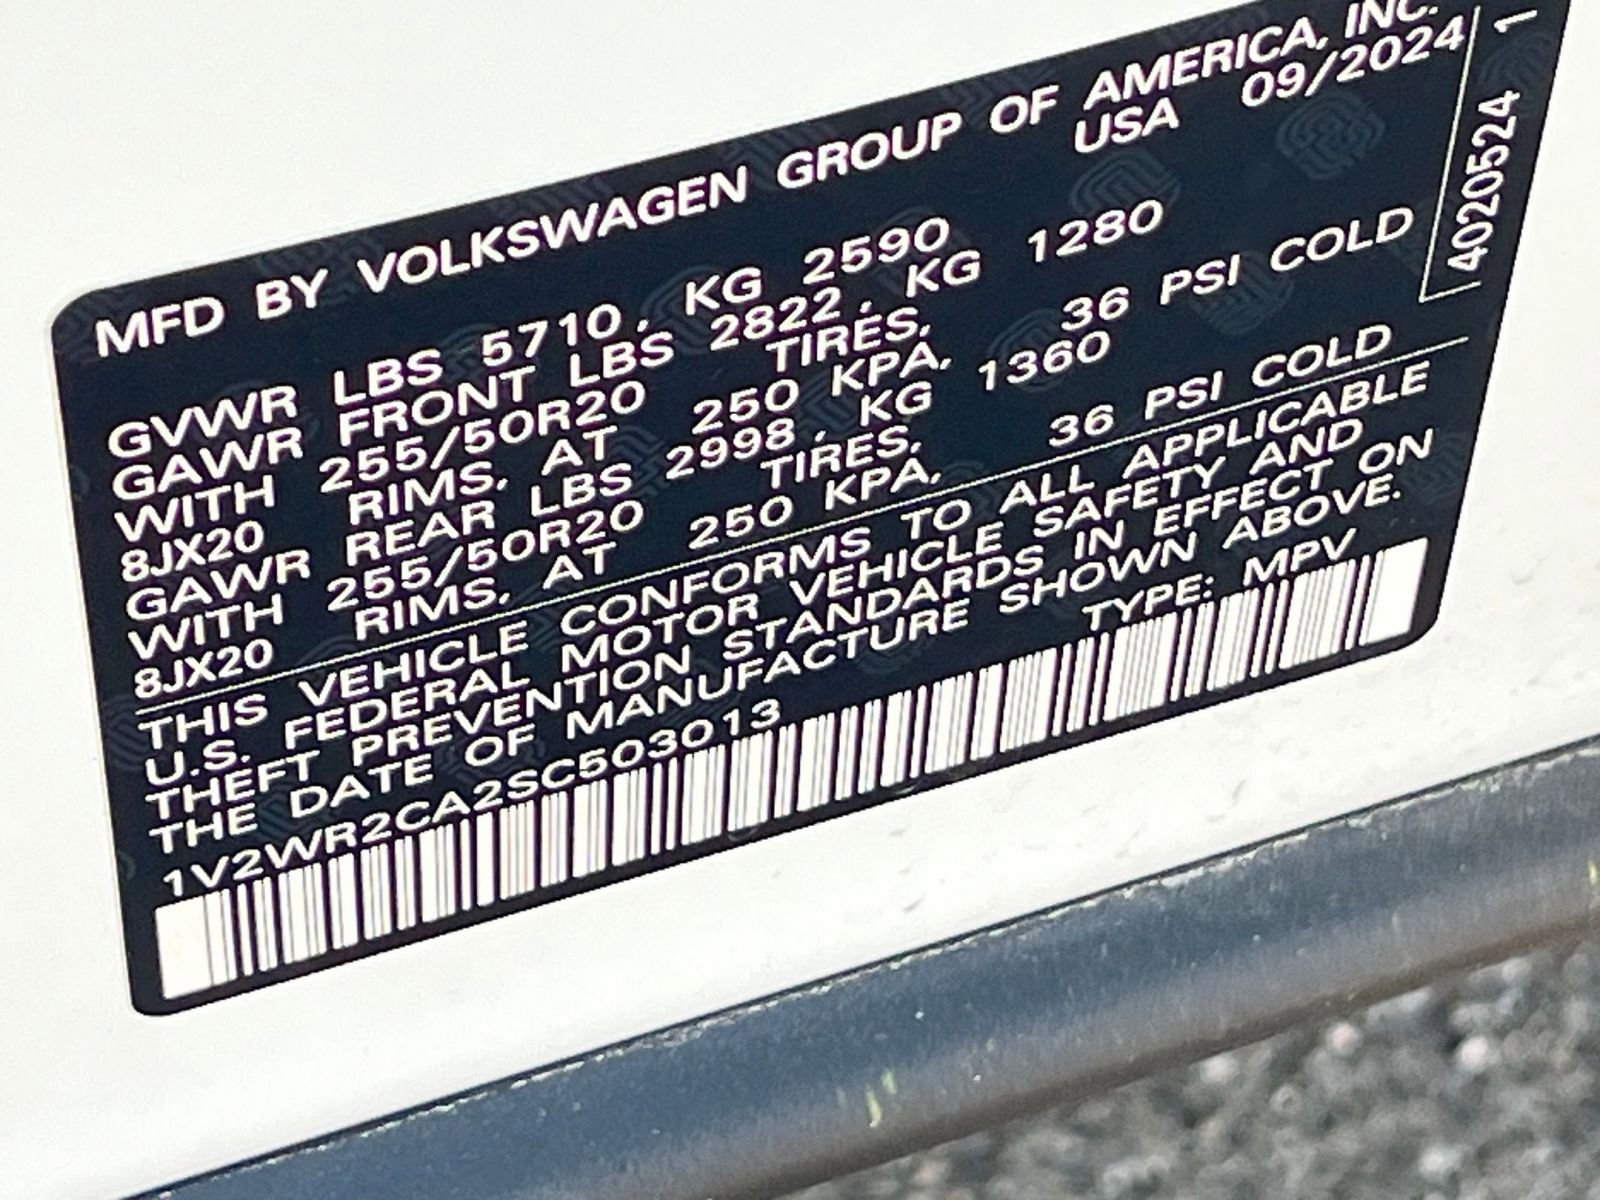 MFD BY VOLKSWAGEN GROUP OF AMERICA, INC.
USA 09/2024
GVWR LBS 5710, KG 2590
GAWR FRONT LBS 2822, KG 1280
WITH 255/50R20 TIRES,
8JX20 RIMS, AT 250 KPA, 36 PSI COLD
GAWR REAR LBS 2998, KG 1360
WITH 255/50R20 TIRES,
8JX20 RIMS, AT 250 KPA, 36 PSI COLD
THIS VEHICLE CONFORMS TO ALL APPLICABLE
U.S. FEDERAL MOTOR VEHICLE SAFETY AND
THEFT PREVENTION STANDARDS IN EFFECT ON
THE DATE OF MANUFACTURE SHOWN ABOVE.
1V2WR2CA2SC503013 TYPE: MPV
4020524 1